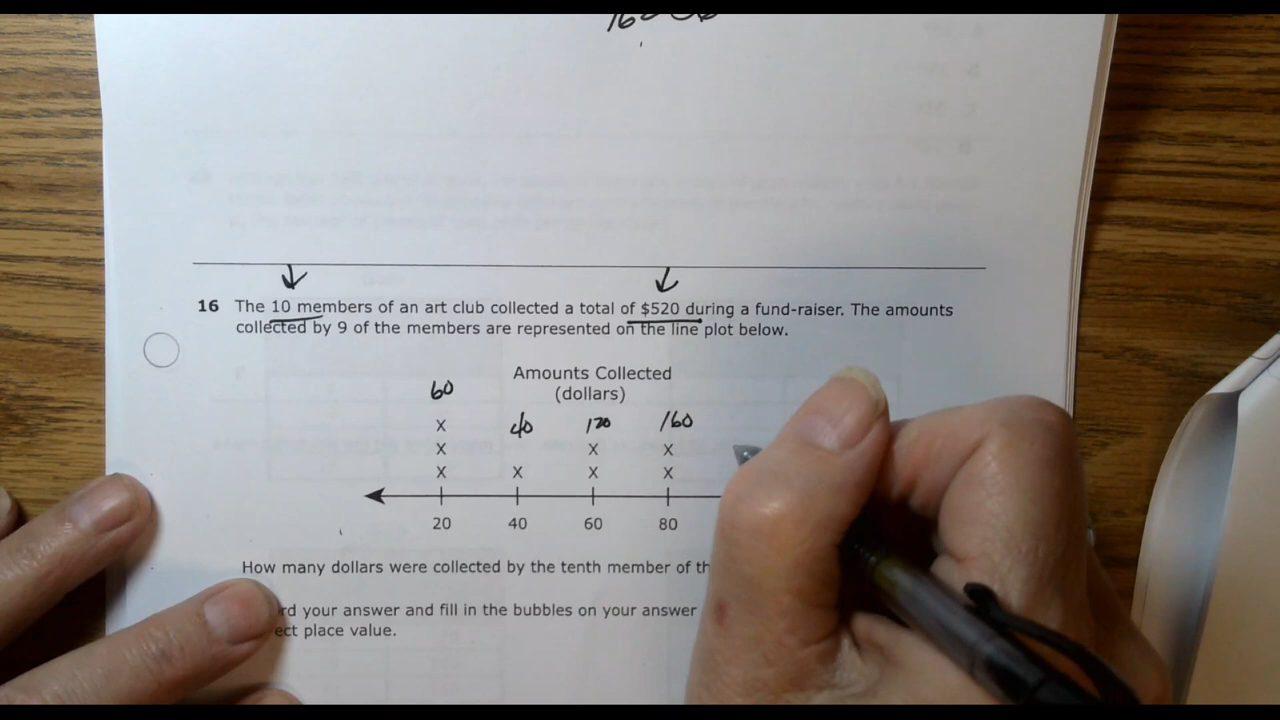 16 The 10 members of an art club collected a total of $520 during a fund-raiser. The amounts
collected by 9 of the members are represented on the line plot below.
Amounts Collected
(dollars)
60
40 120 160
x
x x x
x x x x
20 40 60 80
How many dollars were collected by the tenth member of th
rd your answer and fill in the bubbles on your answer
ect place value.